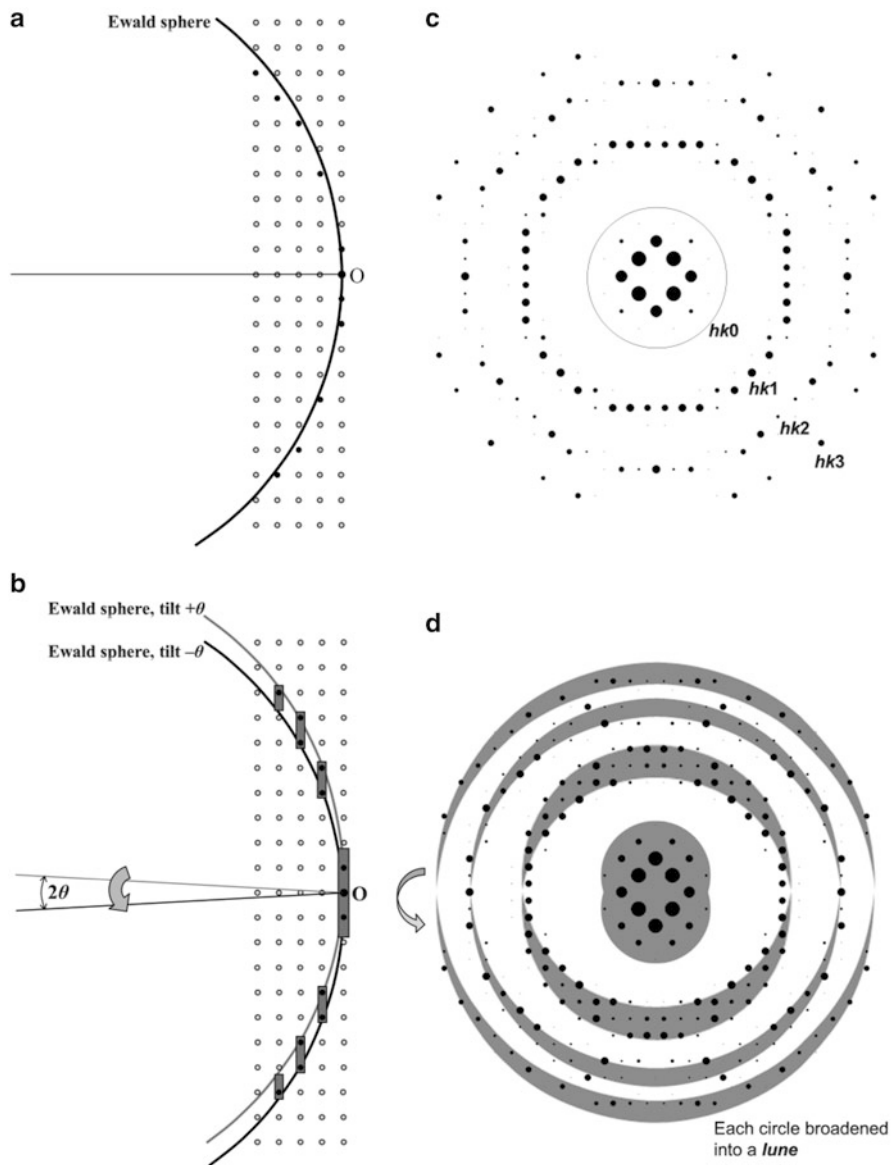 a
Ewald sphere
O
c
hk0
hk1
hk2
hk3
b
Ewald sphere, tilt +θ
Ewald sphere, tilt –θ
2θ
O
d
Each circle broadened
into a lune